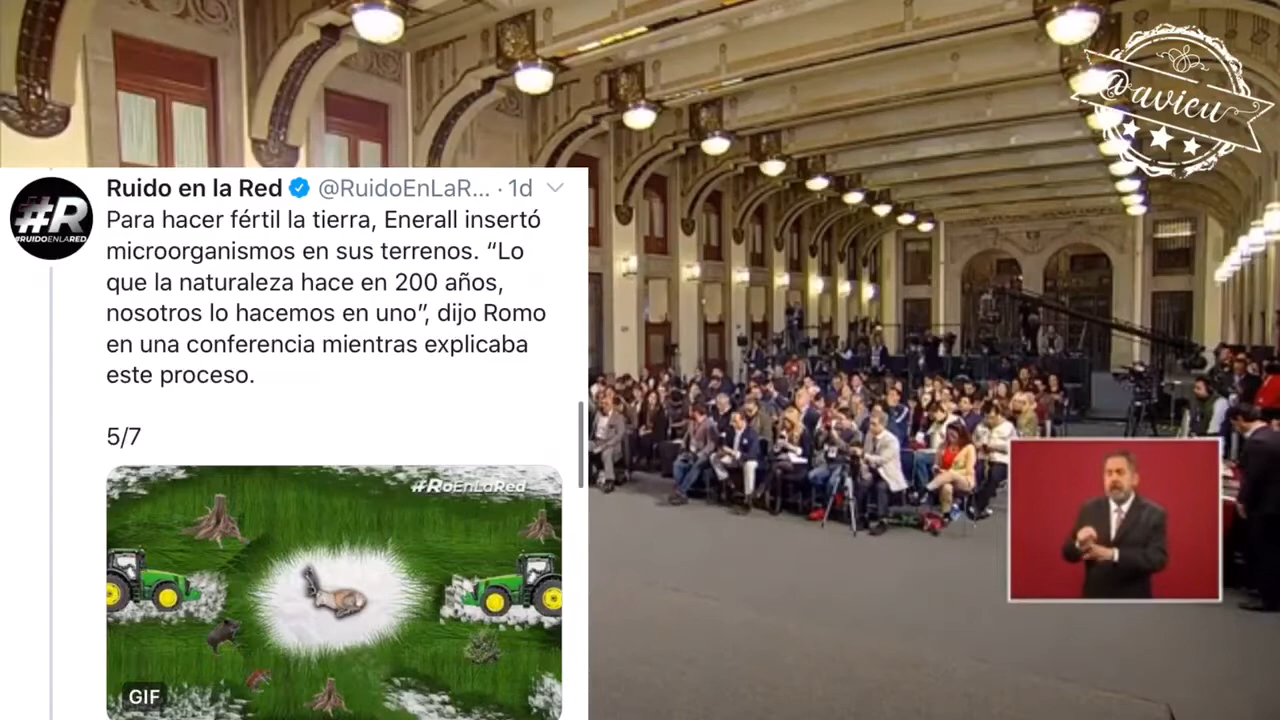 @avieu
Ruido en la Red @RuidoEnLaR... · 1d
#R
#RUIDOENLARED
Para hacer fértil la tierra, Enerall insertó
microorganismos en sus terrenos. “Lo
que la naturaleza hace en 200 años,
nosotros lo hacemos en uno”, dijo Romo
en una conferencia mientras explicaba
este proceso.
5/7
#RoEnLaRed
GIF